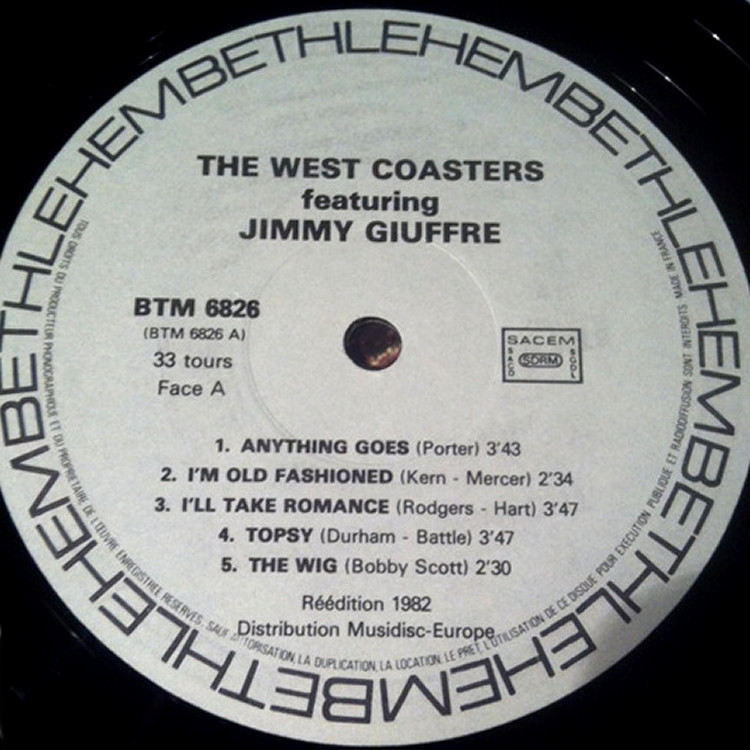 BETHLEHEMBETHLEHEMBETHLEHEMBETHLEHEMBETHLEHEMBETHLEHEMBETHLEHEM
THE WEST COASTERS
featuring
JIMMY GIUFFRE
BTM 6826
(BTM 6826 A)
33 tours
Face A
SACEM
SACD
SDRM
SGDL
1. ANYTHING GOES (Porter) 3'43
2. I'M OLD FASHIONED (Kern - Mercer) 2'34
3. I'LL TAKE ROMANCE (Rodgers - Hart) 3'47
4. TOPSY (Durham - Battle) 3'47
5. THE WIG (Bobby Scott) 2'30
Réédition 1982
Distribution Musidisc-Europe
TOUS DROITS DU PRODUCTEUR PHONOGRAPHIQUE ET DU PROPRIETAIRE DE L'ŒUVRE ENREGISTREE RESERVES. SAUF AUTORISATION, LA DUPLICATION, LA LOCATION, LE PRET, L'UTILISATION DE CE DISQUE POUR EXECUTION PUBLIQUE ET RADIODIFFUSION SONT INTERDITS. MADE IN FRANCE